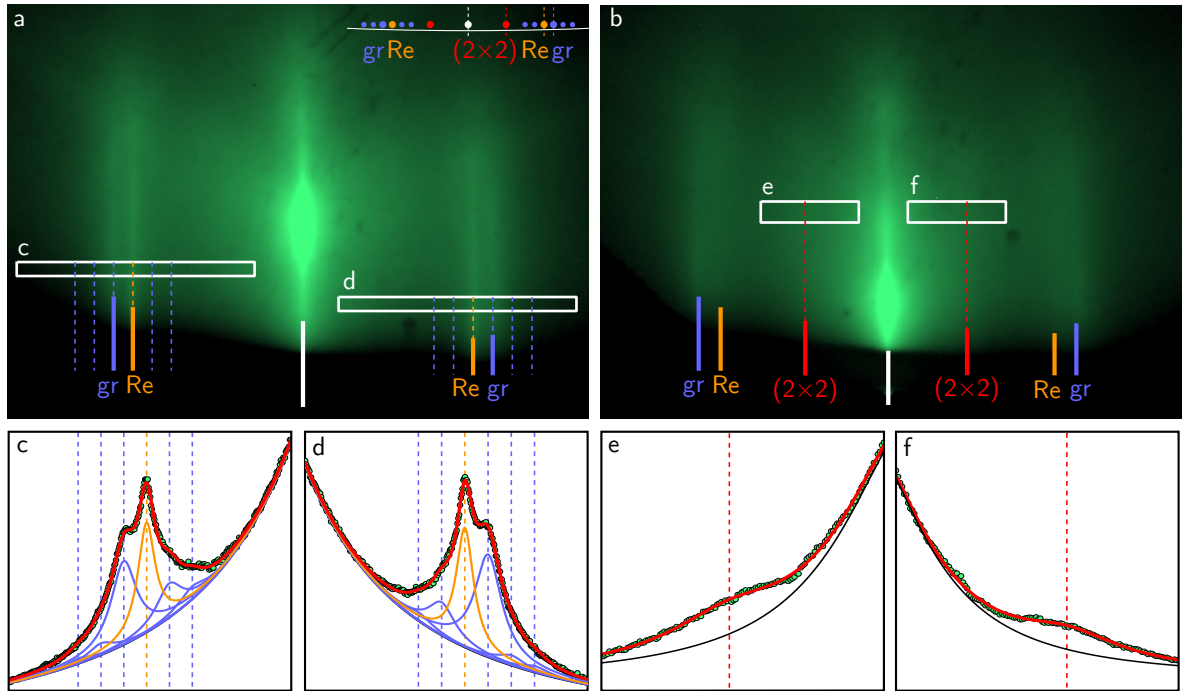 a
gr Re (2×2) Re gr
c
d
gr Re
Re gr
b
e
f
gr Re (2×2)
(2×2) Re gr
c
d
e
f